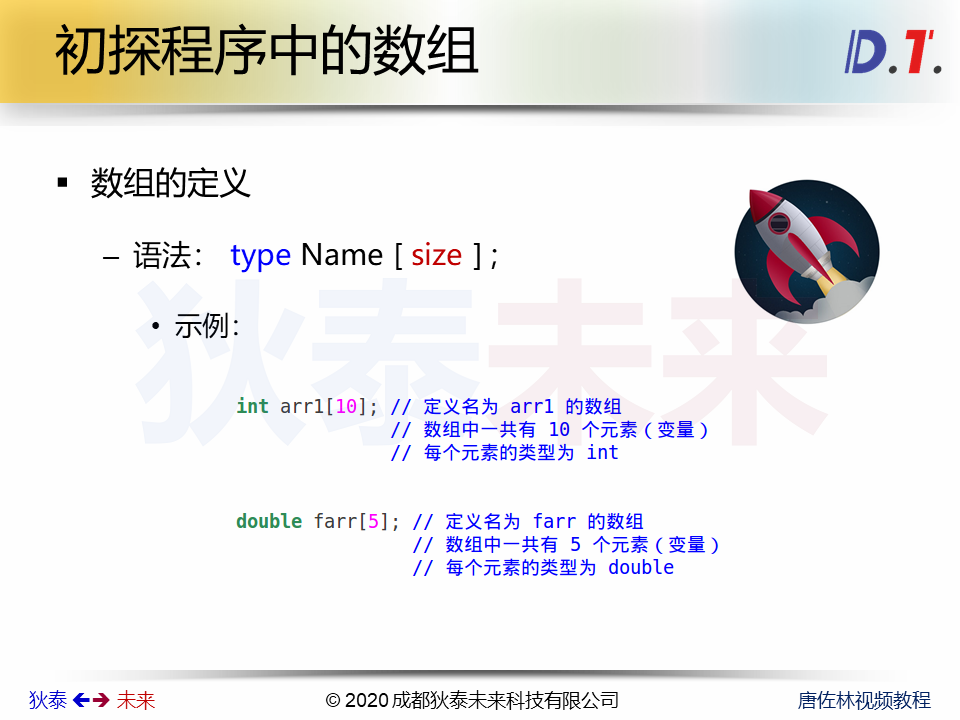 初探程序中的数组
D.T.
▪ 数组的定义
– 语法： type Name [ size ] ;
• 示例：
狄泰未来
int arr1[10]; // 定义名为 arr1 的数组
// 数组中一共有 10 个元素（变量）
// 每个元素的类型为 int
double farr[5]; // 定义名为 farr 的数组
// 数组中一共有 5 个元素（变量）
// 每个元素的类型为 double
狄泰 ←→ 未来
© 2020 成都狄泰未来科技有限公司
唐佐林视频教程